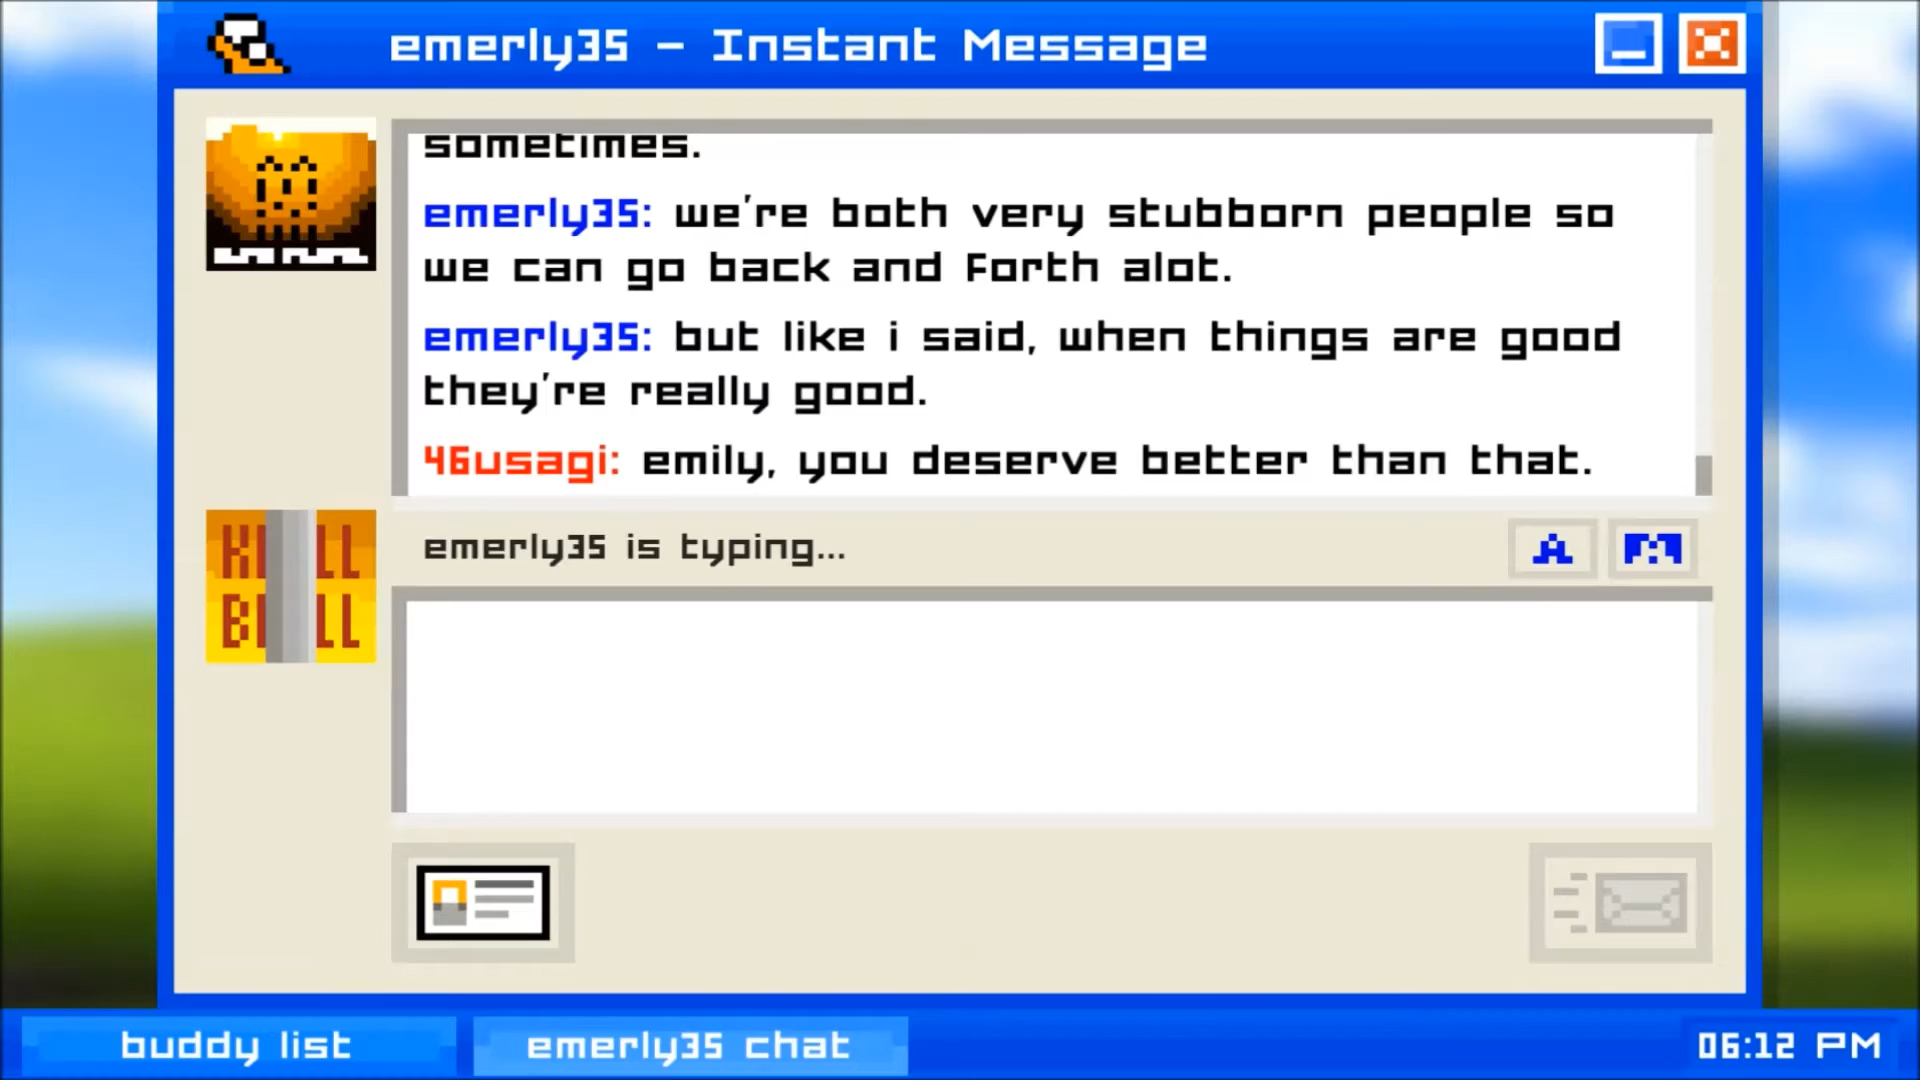 emerly35 - Instant Message
sometimes.
emerly35: we're both very stubborn people so
we can go back and forth alot.
emerly35: but like i said, when things are good
they're really good.
46usagi: emily, you deserve better than that.
KILL
BILL
emerly35 is typing...
A
buddy list
emerly35 chat
06:12 PM